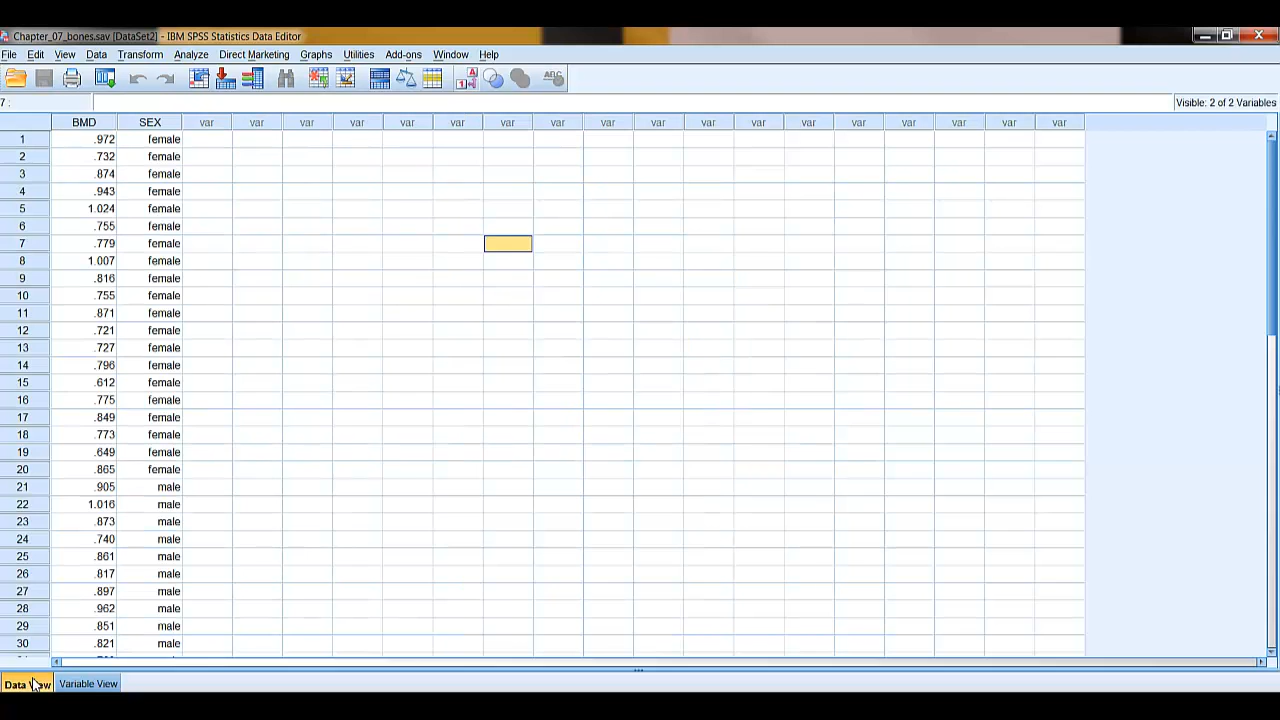 Chapter_07_bones.sav [DataSet2] - IBM SPSS Statistics Data Editor
File Edit View Data Transform Analyze Direct Marketing Graphs Utilities Add-ons Window Help
7 :
Visible: 2 of 2 Variables
BMD SEX var var var var var var var var var var var var var var var var var var
1 .972 female
2 .732 female
3 .874 female
4 .943 female
5 1.024 female
6 .755 female
7 .779 female
8 1.007 female
9 .816 female
10 .755 female
11 .871 female
12 .721 female
13 .727 female
14 .796 female
15 .612 female
16 .775 female
17 .849 female
18 .773 female
19 .649 female
20 .865 female
21 .905 male
22 1.016 male
23 .873 male
24 .740 male
25 .861 male
26 .817 male
27 .897 male
28 .962 male
29 .851 male
30 .821 male
Data View Variable View